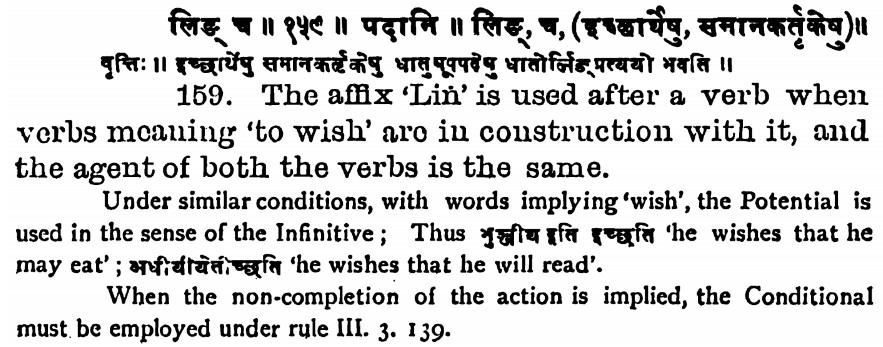 लिङ् च ॥ १५९ ॥ पदानि ॥ लिङ्, च, (इच्छार्थेषु, समानकर्तृकेषु)॥
वृत्तिः ॥ इच्छार्थेषु समानकर्तृकेषु धातुषूपपदेषु धातोर्लिङ् प्रत्ययो भवति ॥
159. The affix ‘Liṅ’ is used after a verb when
verbs meaning ‘to wish’ are in construction with it, and
the agent of both the verbs is the same.
Under similar conditions, with words implying ‘wish’, the Potential is
used in the sense of the Infinitive ; Thus भुञ्जीय इति इच्छति ‘he wishes that he
may eat’ ; ‘he wishes that he will read’.
When the non-completion of the action is implied, the Conditional
must be employed under rule III. 3. 139.